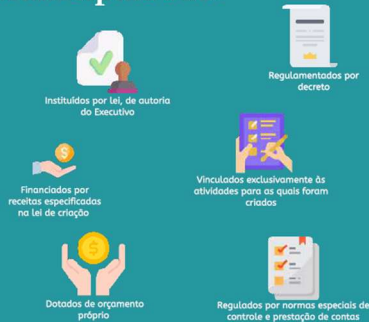 Instituídos por lei, de autoria
do Executivo
Regulamentados por
decreto
Financiados por
receitas especificadas
na lei de criação
Vinculados exclusivamente às
atividades para as quais foram
criados
Dotados de orçamento
próprio
Regulados por normas especiais de
controle e prestação de contas